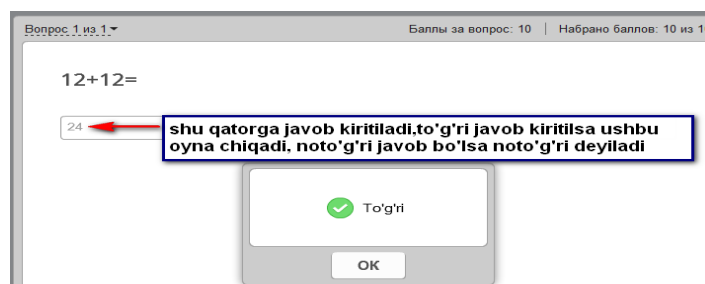 Вопрос 1 из 1 Баллы за вопрос: 10 | Набрано баллов: 10 из 1
12+12=
24
shu qatorga javob kiritiladi,to'g'ri javob kiritilsa ushbu
oyna chiqadi, noto'g'ri javob bo'lsa noto'g'ri deyiladi
To'g'ri
OK